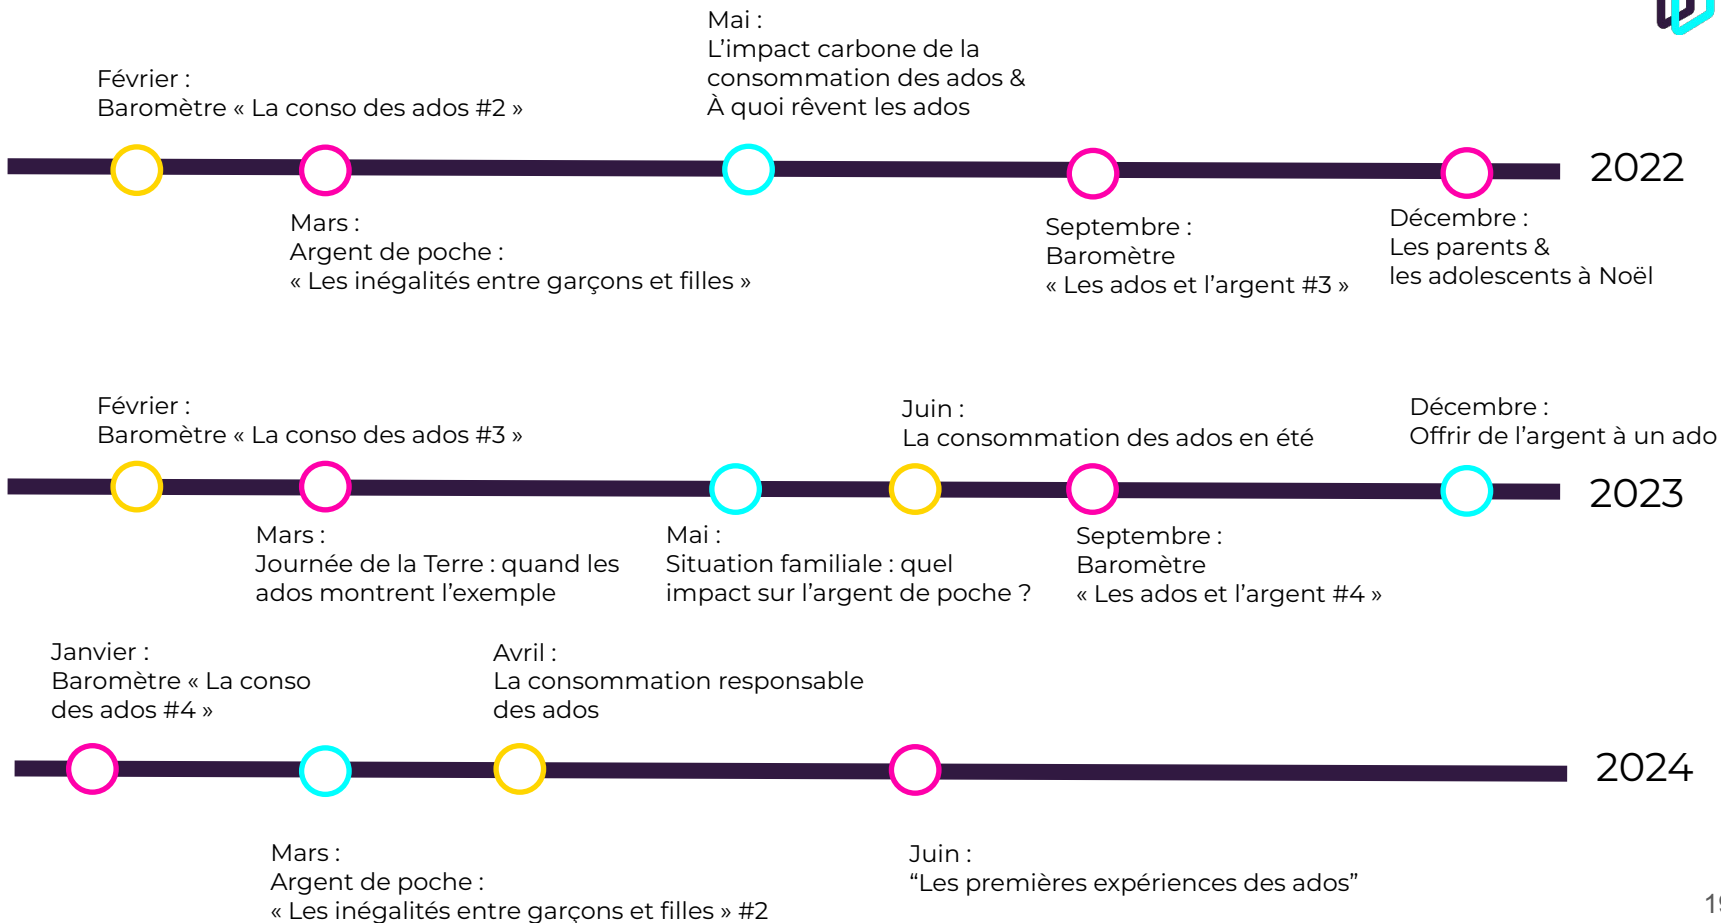 Mai :
L’impact carbone de la
consommation des ados &
À quoi rêvent les ados
Février :
Baromètre « La conso des ados #2 »
2022
Mars :
Argent de poche :
« Les inégalités entre garçons et filles »
Septembre :
Baromètre
« Les ados et l’argent #3 »
Décembre :
Les parents &
les adolescents à Noël
Février :
Baromètre « La conso des ados #3 »
Juin :
La consommation des ados en été
Décembre :
Offrir de l’argent à un ado
2023
Mars :
Journée de la Terre : quand les
ados montrent l’exemple
Mai :
Situation familiale : quel
impact sur l’argent de poche ?
Septembre :
Baromètre
« Les ados et l’argent #4 »
Janvier :
Baromètre « La conso
des ados #4 »
Avril :
La consommation responsable
des ados
2024
Mars :
Argent de poche :
« Les inégalités entre garçons et filles » #2
Juin :
“Les premières expériences des ados”